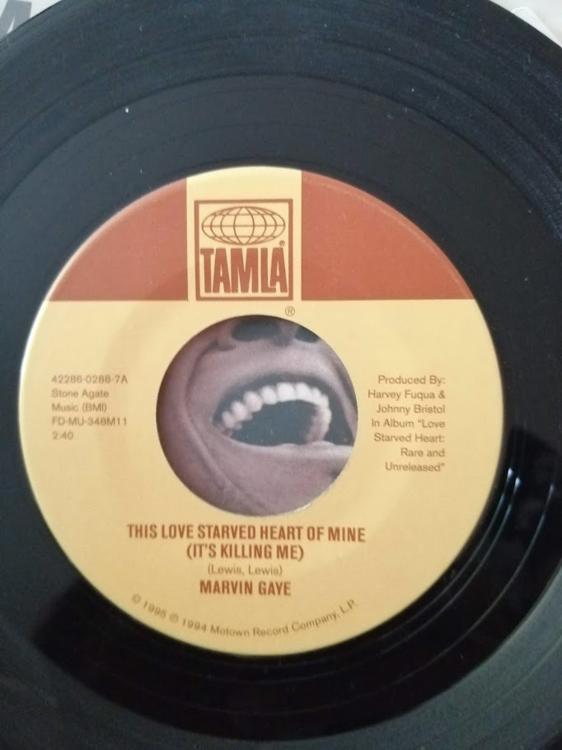 TAMLA®
®
42286-0288-7A
Stone Agate
Music (BMI)
FD-MU-348M11
2:40
Produced By:
Harvey Fuqua &
Johnny Bristol
In Album "Love
Starved Heart:
Rare and
Unreleased"
THIS LOVE STARVED HEART OF MINE
(IT'S KILLING ME)
(Lewis, Lewis)
MARVIN GAYE
© 1995 ℗ 1994 Motown Record Company, L.P.